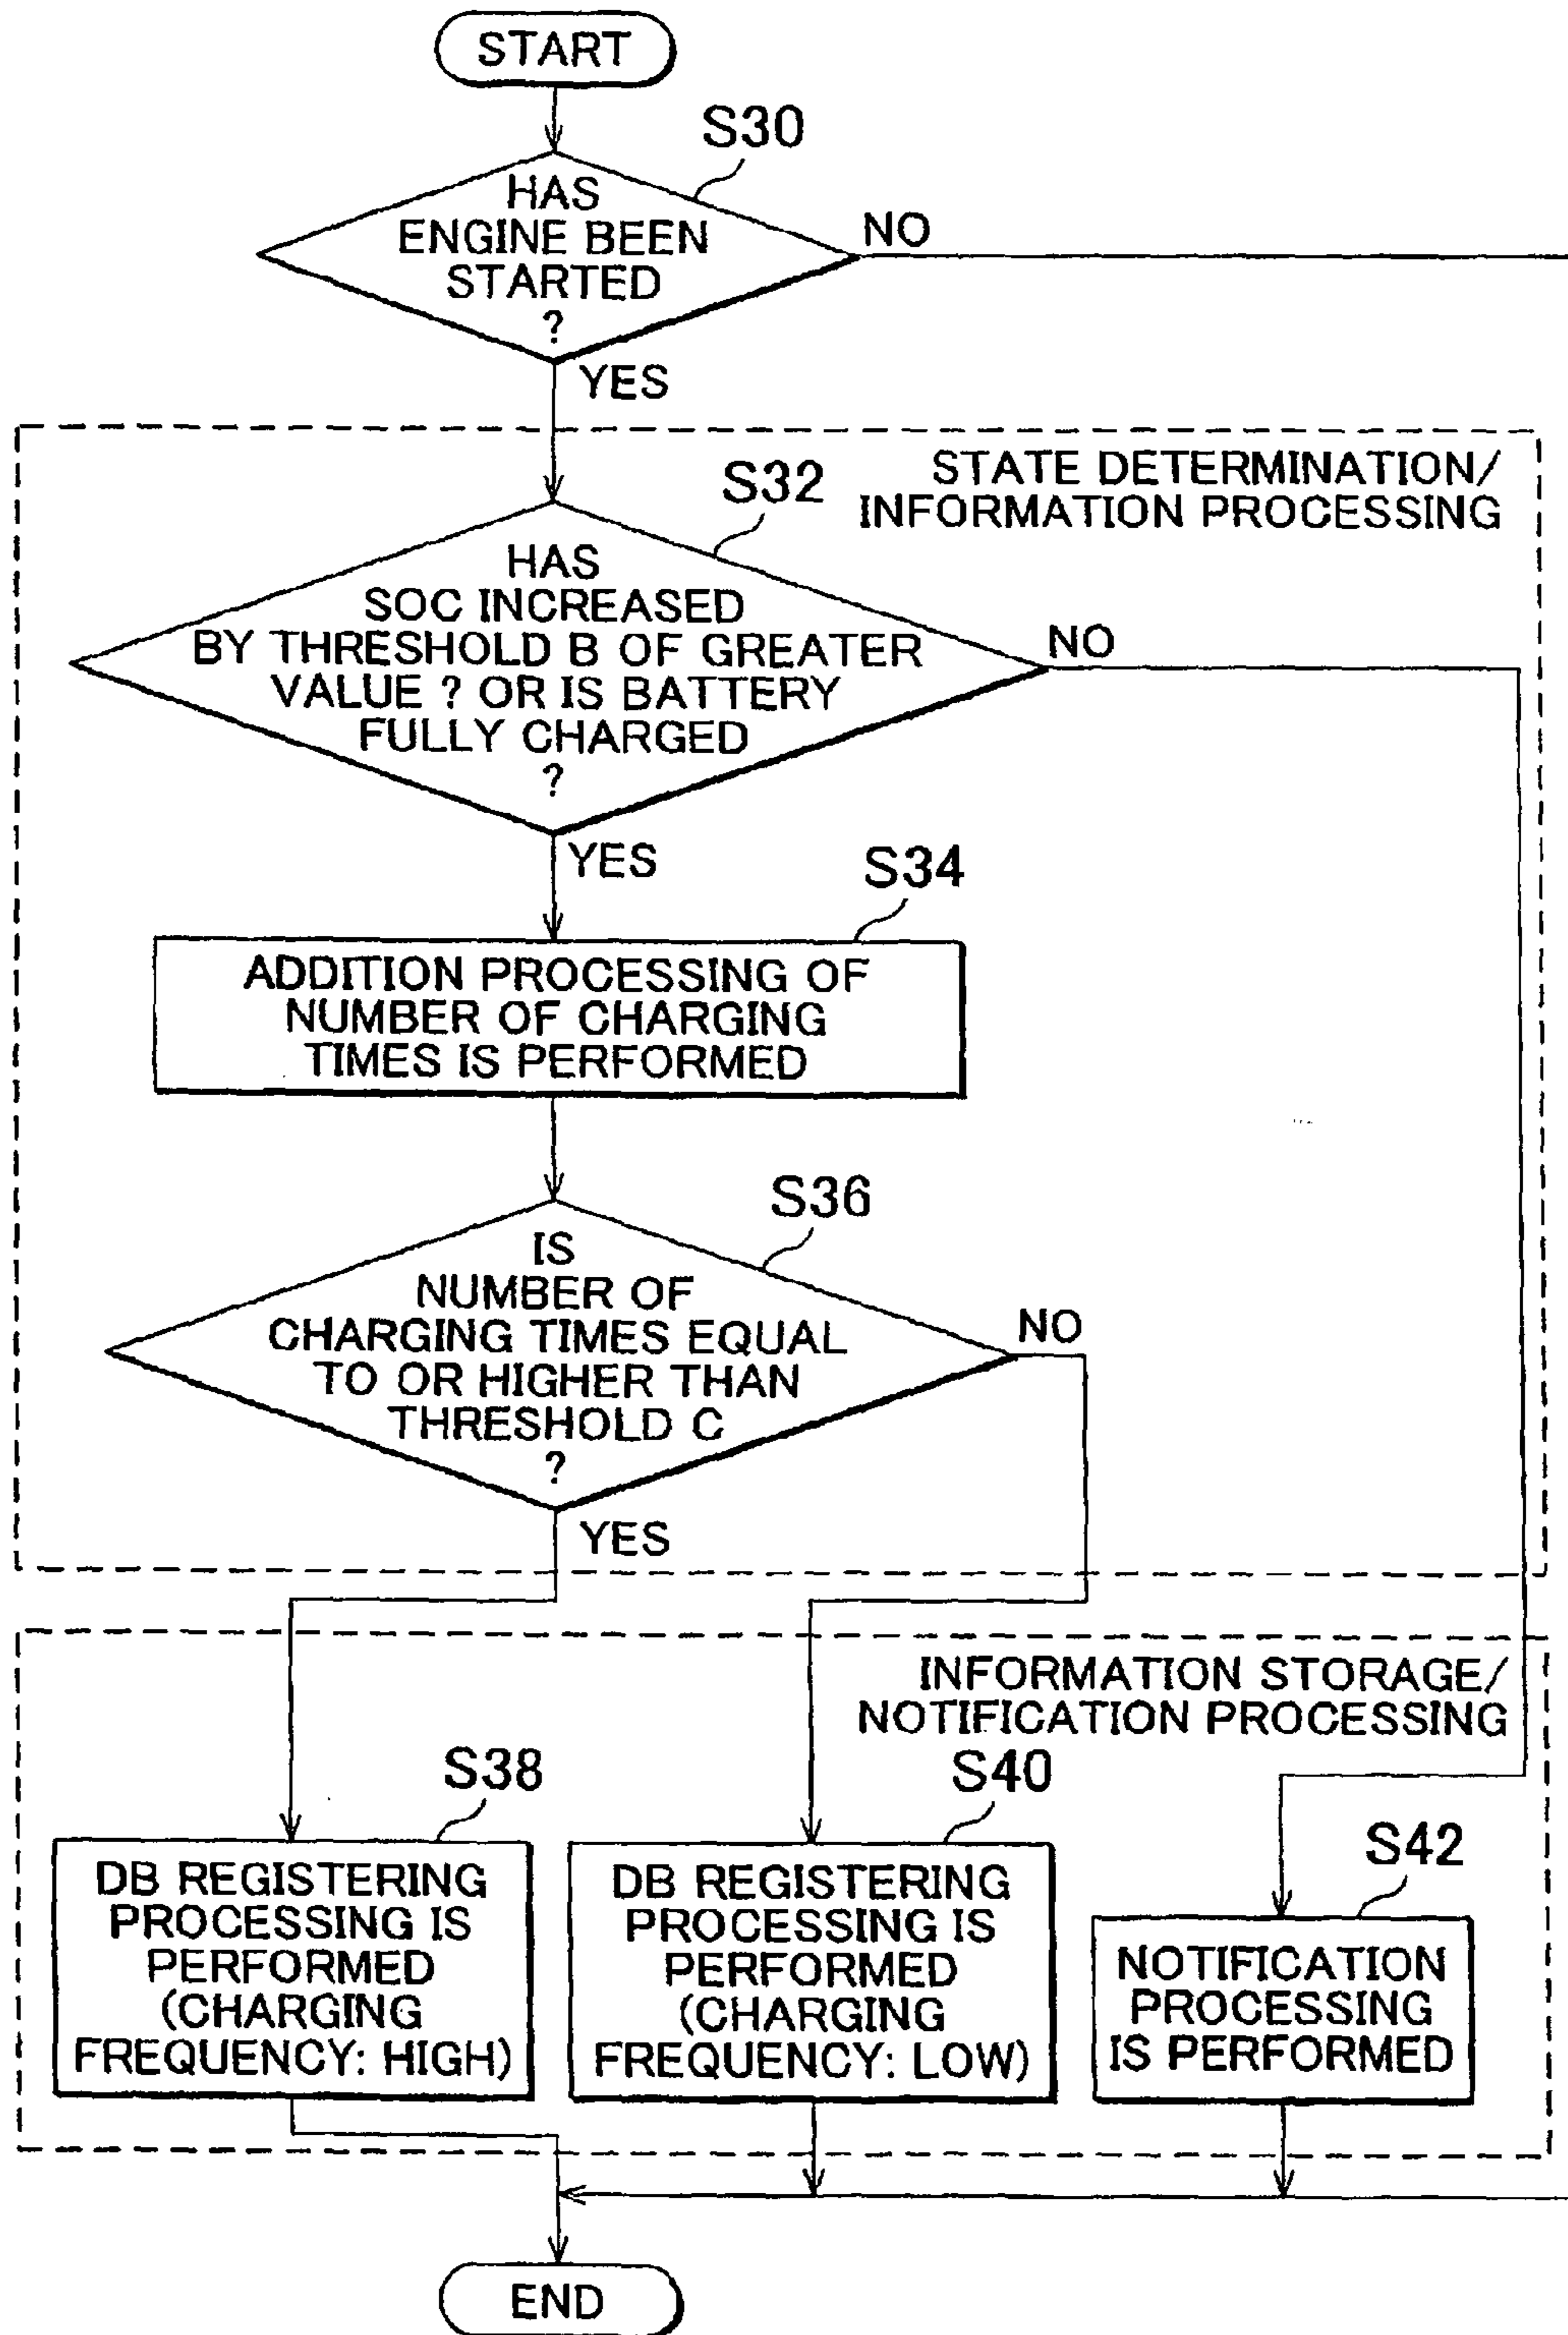 START
S30
HAS
ENGINE BEEN
STARTED
?
NO
YES
STATE DETERMINATION/
INFORMATION PROCESSING
S32
HAS
SOC INCREASED
BY THRESHOLD B OF GREATER
VALUE ? OR IS BATTERY
FULLY CHARGED
?
NO
YES
S34
ADDITION PROCESSING OF
NUMBER OF CHARGING
TIMES IS PERFORMED
S36
IS
NUMBER OF
CHARGING TIMES EQUAL
TO OR HIGHER THAN
THRESHOLD C
?
NO
YES
INFORMATION STORAGE/
NOTIFICATION PROCESSING
S38
DB REGISTERING
PROCESSING IS
PERFORMED
(CHARGING
FREQUENCY: HIGH)
S40
DB REGISTERING
PROCESSING IS
PERFORMED
(CHARGING
FREQUENCY: LOW)
S42
NOTIFICATION
PROCESSING
IS PERFORMED
END